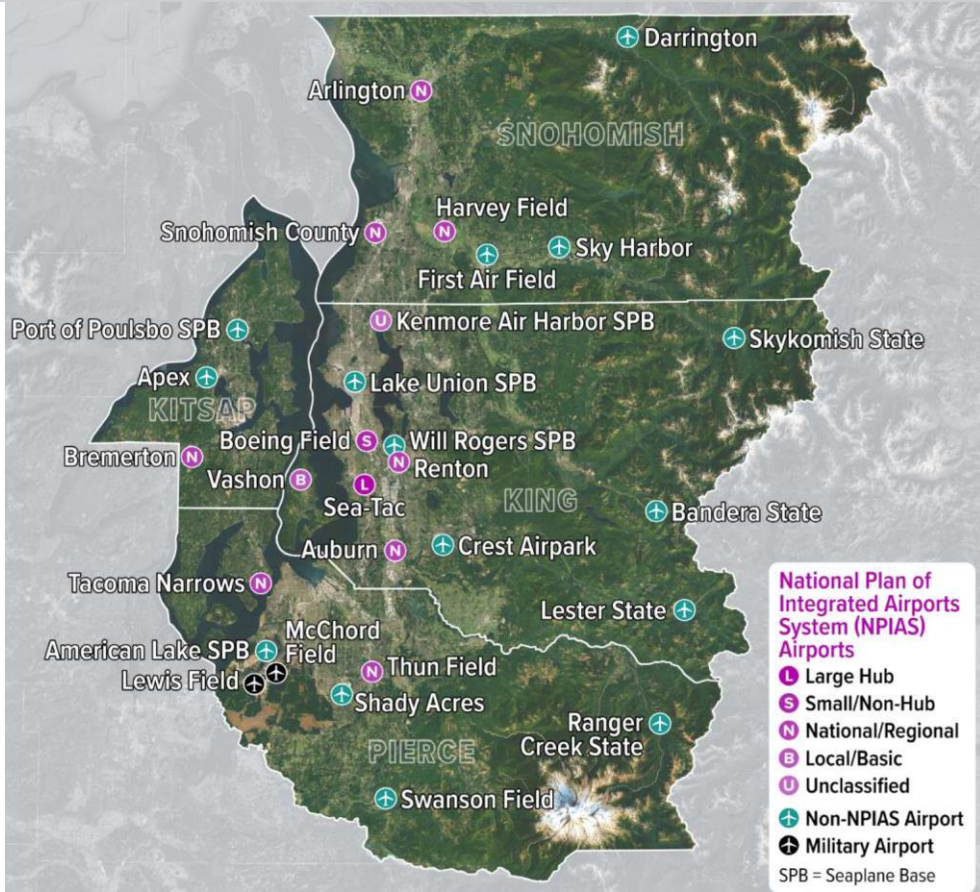 Darrington
Arlington
N
SNOHOMISH
Harvey Field
Snohomish County
N
N
Sky Harbor
First Air Field
Port of Poulsbo SPB
U
Kenmore Air Harbor SPB
Skykomish State
Apex
Lake Union SPB
KITSAP
Boeing Field
S
Will Rogers SPB
Bremerton
N
N
Renton
Vashon
B
L
Sea-Tac
KING
Bandera State
Auburn
N
Crest Airpark
Tacoma Narrows
N
Lester State
American Lake SPB
McChord
Field
Lewis Field
N
Thun Field
Shady Acres
Ranger
Creek State
PIERCE
Swanson Field
National Plan of
Integrated Airports
System (NPIAS)
Airports
L Large Hub
S Small/Non-Hub
N National/Regional
B Local/Basic
U Unclassified
Non-NPIAS Airport
Military Airport
SPB = Seaplane Base